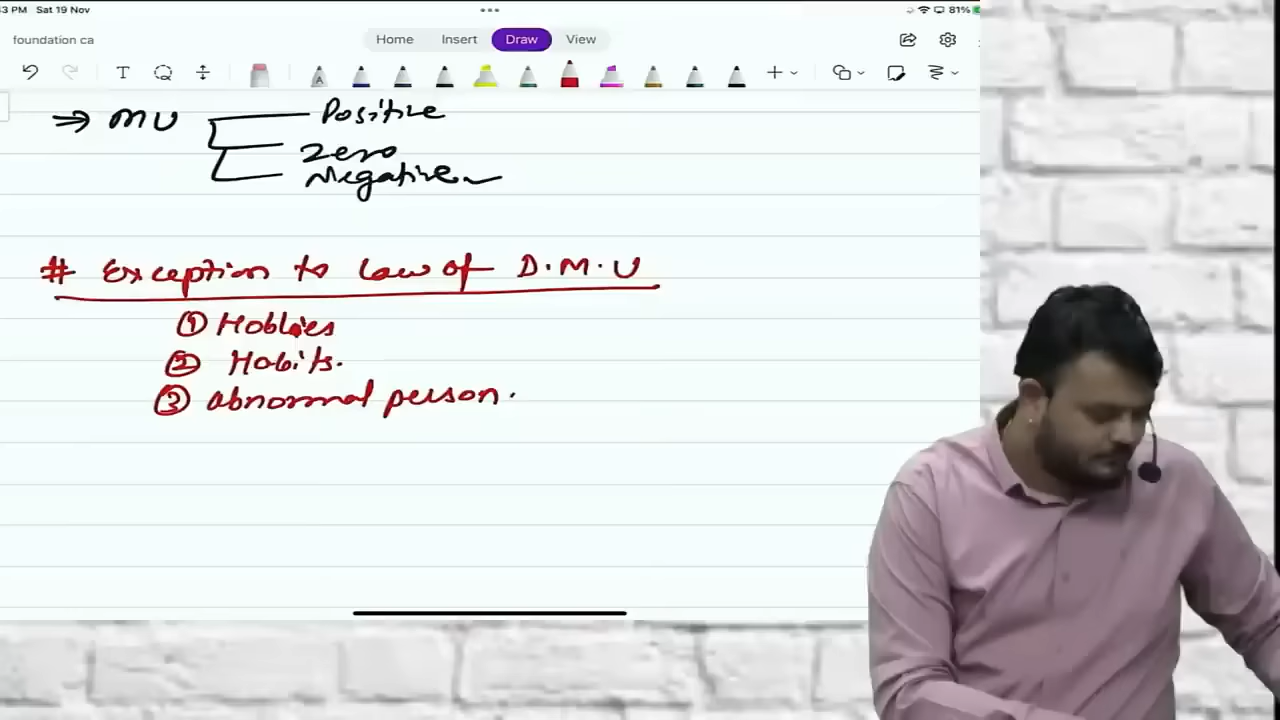 3 PM Sat 19 Nov
81%
foundation ca
Home Insert Draw View
⇒ MU Positive
Zero
Negative
# Exception to law of D.M.U
① Hobbies
② Habits.
③ abnormal person.